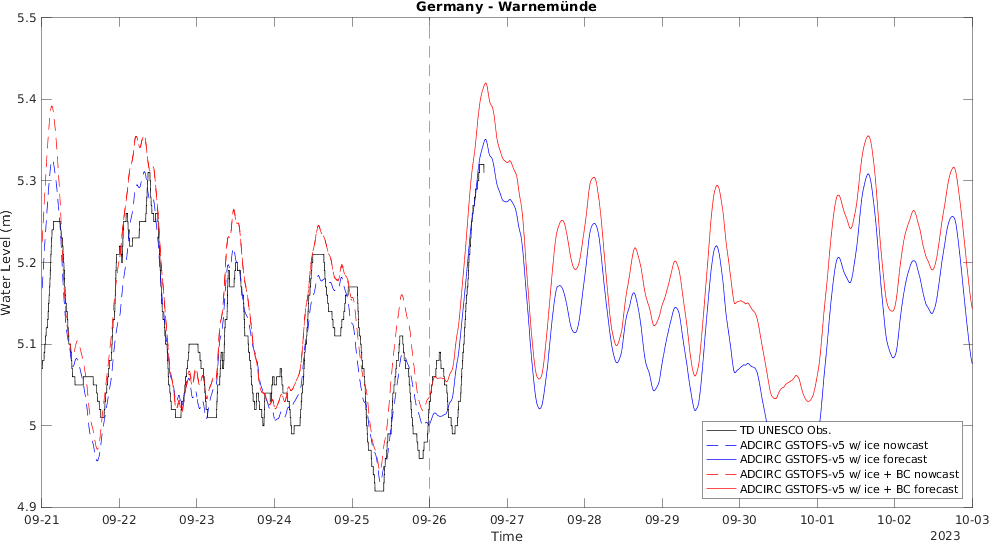 Germany - Warnemünde
5.5
5.4
5.3
5.2
5.1
5
4.9
Water Level (m)
09-21 09-22 09-23 09-24 09-25 09-26 09-27 09-28 09-29 09-30 10-01 10-02 10-03
Time
2023
TD UNESCO Obs.
ADCIRC GSTOFS-v5 w/ ice nowcast
ADCIRC GSTOFS-v5 w/ ice forecast
ADCIRC GSTOFS-v5 w/ ice + BC nowcast
ADCIRC GSTOFS-v5 w/ ice + BC forecast